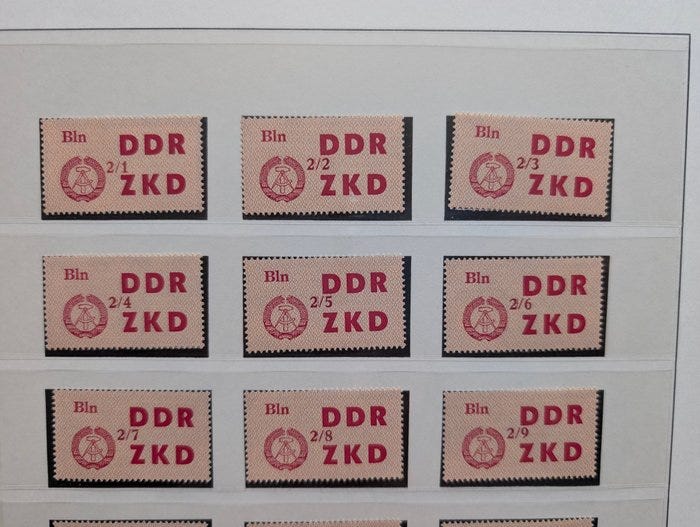 Bln DDR
2/1 ZKD
Bln DDR
2/2 ZKD
Bln DDR
2/3 ZKD
Bln DDR
2/4 ZKD
Bln DDR
2/5 ZKD
Bln DDR
2/6 ZKD
Bln DDR
2/7 ZKD
Bln DDR
2/8 ZKD
Bln DDR
2/9 ZKD